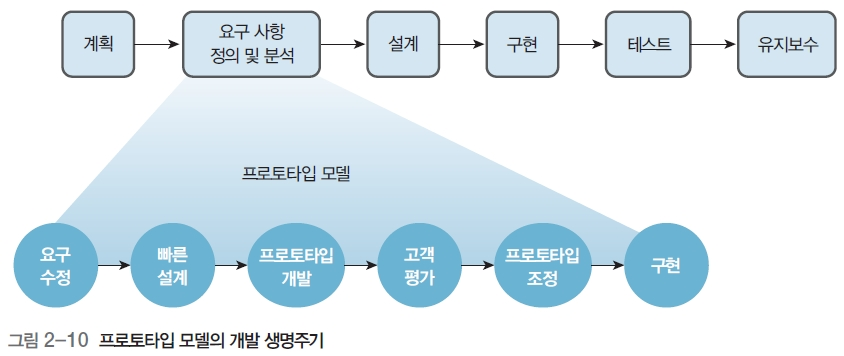 계획
요구 사항
정의 및 분석
설계
구현
테스트
유지보수
프로토타입 모델
요구
수정
빠른
설계
프로토타입
개발
고객
평가
프로토타입
조정
구현
그림 2-10 프로토타입 모델의 개발 생명주기